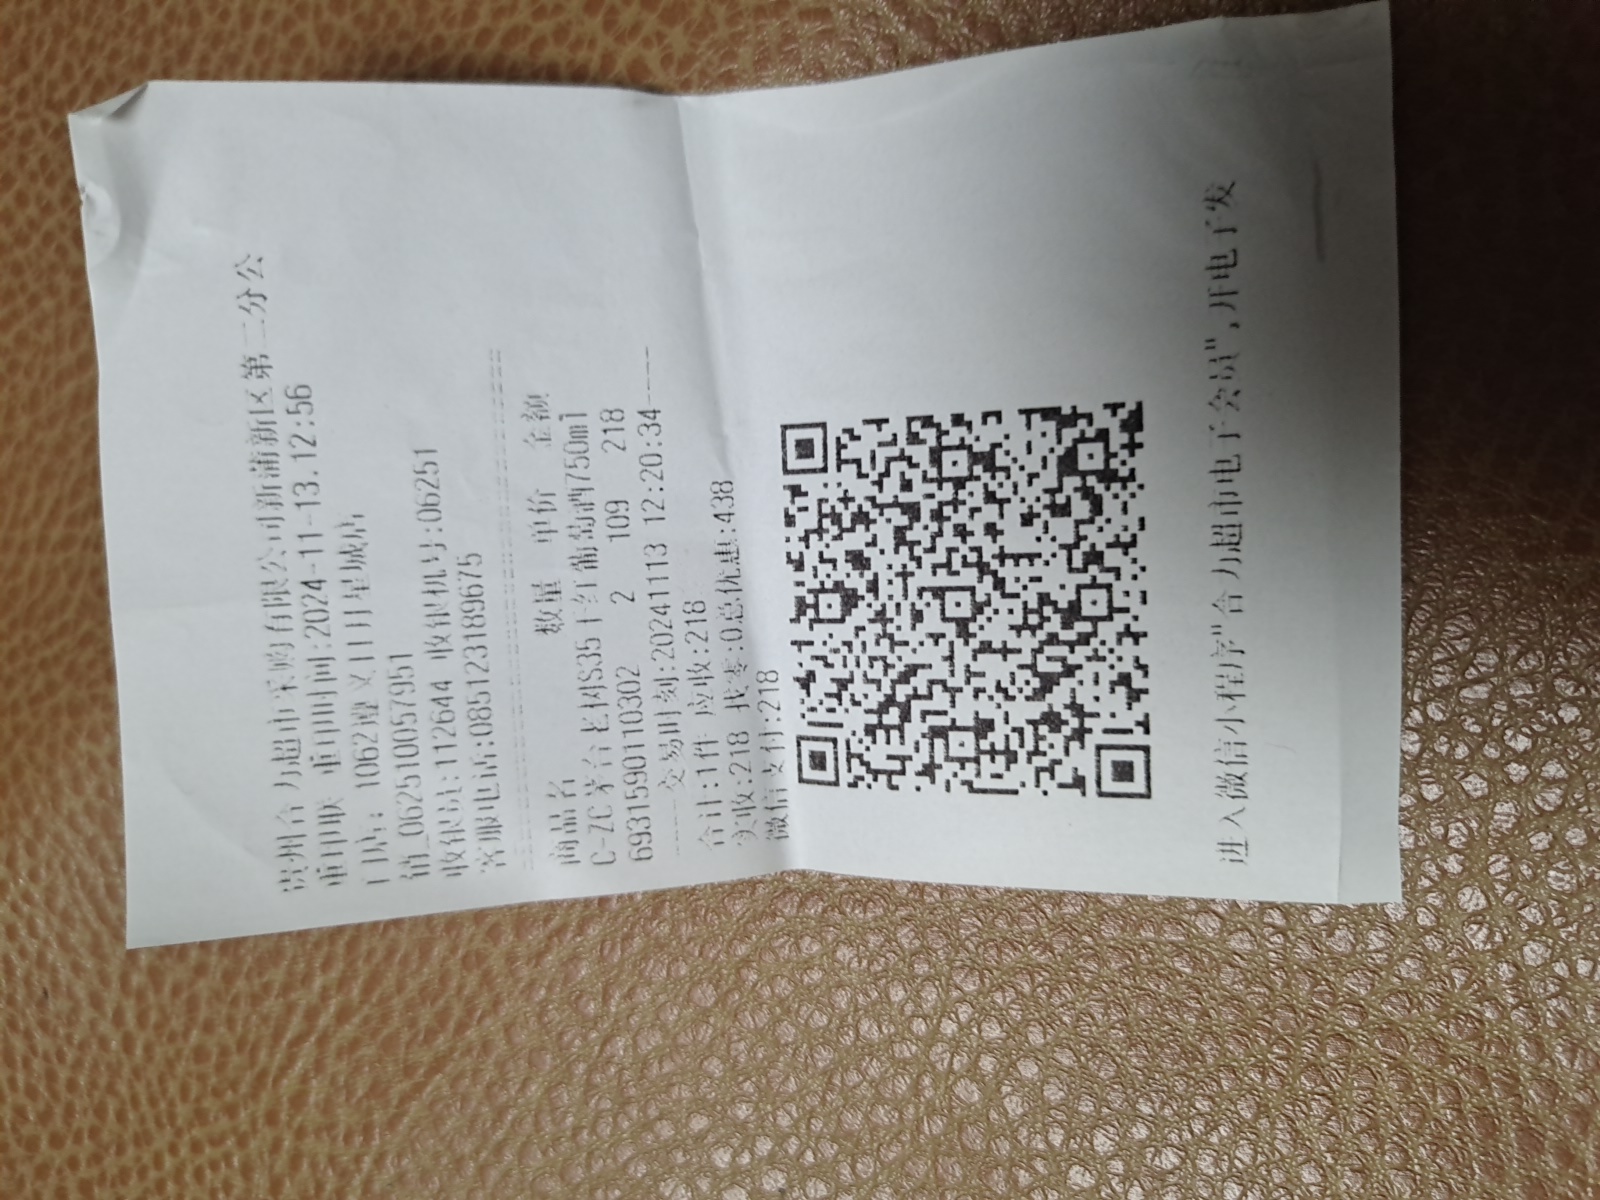 贵州合力超市采购有限公司新蒲新区第二分公
重印联 重印时间:2024-11-13.12:56
门店: 1062遵义日月星城店
销_062510057951
收银员:112644 收银机号:06251
客服电话:085123189675
商品名 数量 单价 金额
C-ZC茅台老树S35干红葡萄酒750ml
6931590110302 2 109 218
----交易时刻:20241113 12:20:34----
合计:1件 应收:218
实收:218 找零:0总优惠:438
微信支付:218
进入微信小程序"合力超市电子会员",开电子发